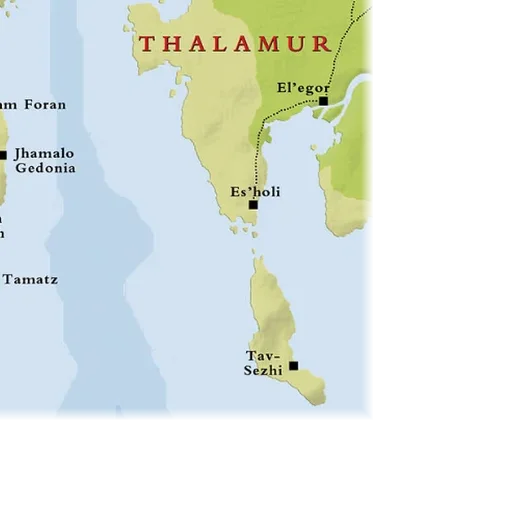 THALAMUR
El'egor
Foran
Jhamalo
Gedonia
Es'holi
Tamatz
Tav-
Sezhi